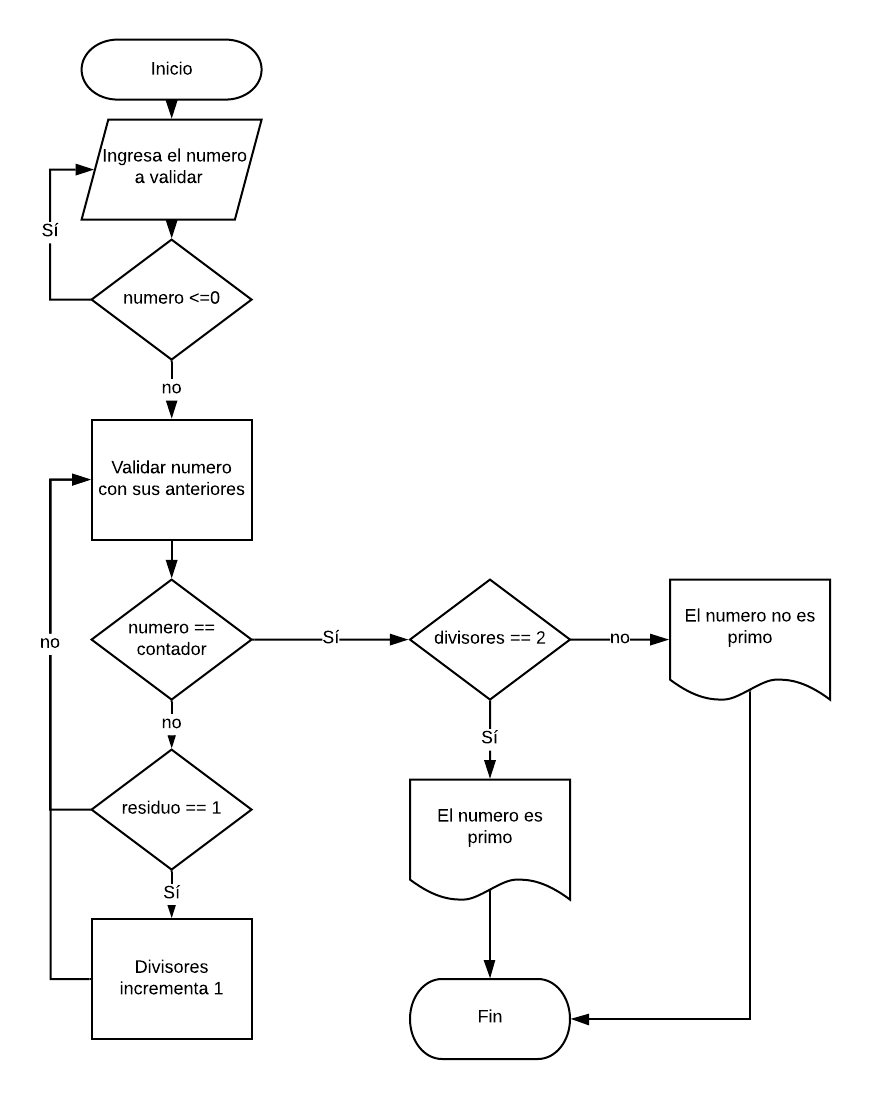 Inicio
Ingresa el numero
a validar
Sí
numero <=0
no
Validar numero
con sus anteriores
numero ==
contador
Sí
divisores == 2
no
El numero no es
primo
no
no
Sí
residuo == 1
El numero es
primo
Sí
Divisores
incrementa 1
Fin